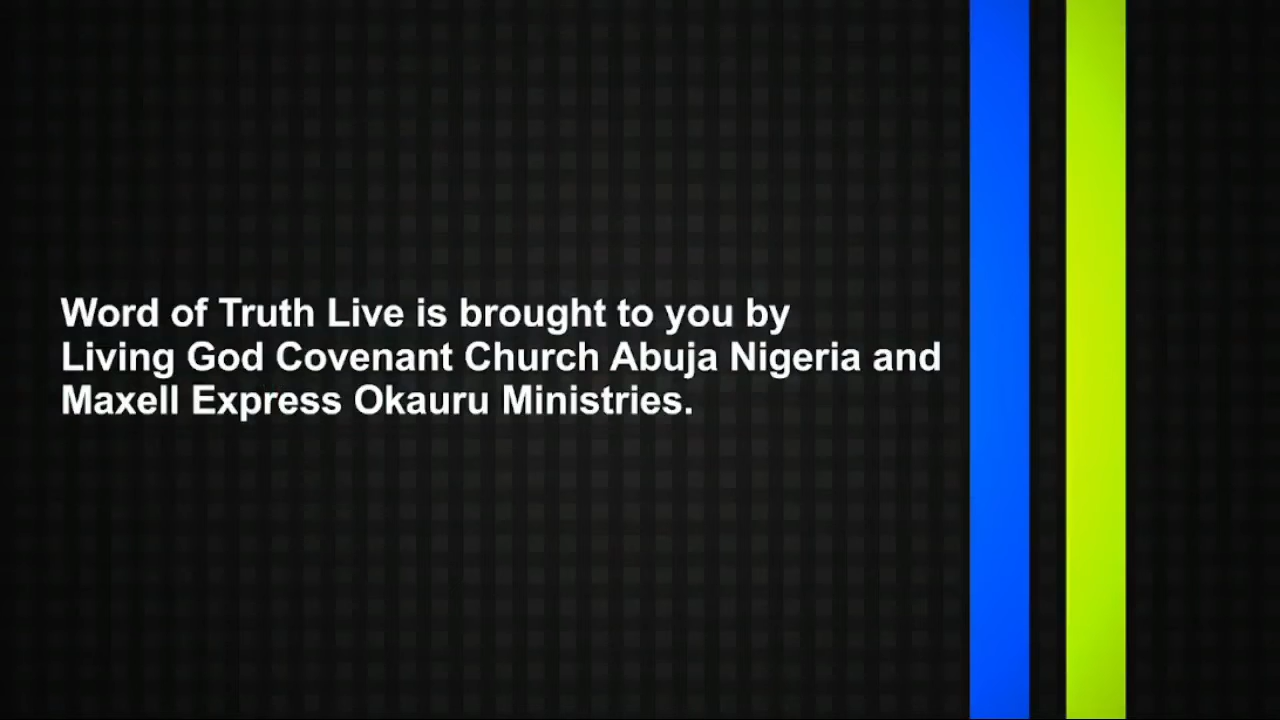 Word of Truth Live is brought to you by
Living God Covenant Church Abuja Nigeria and
Maxell Express Okauru Ministries.